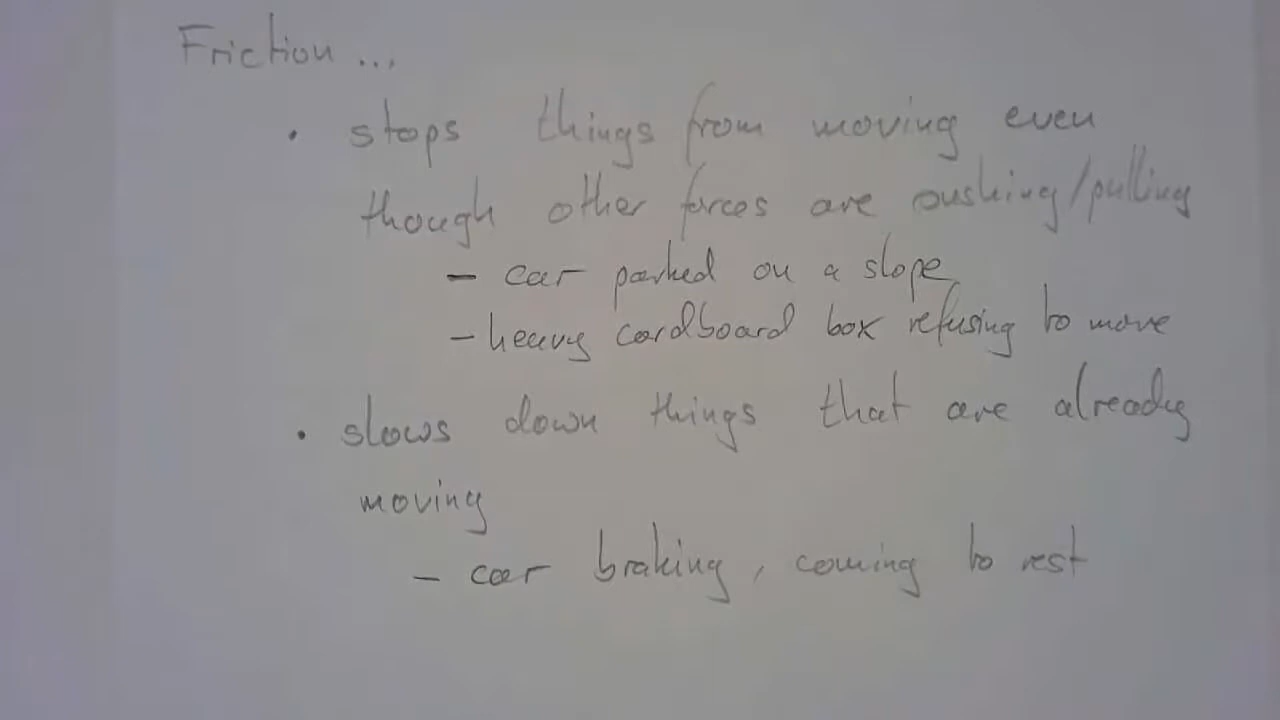 Friction ...
• stops things from moving even
though other forces are pushing/pulling
- car parked on a slope
- heavy cardboard box refusing to move
• slows down things that are already
moving
- car braking, coming to rest